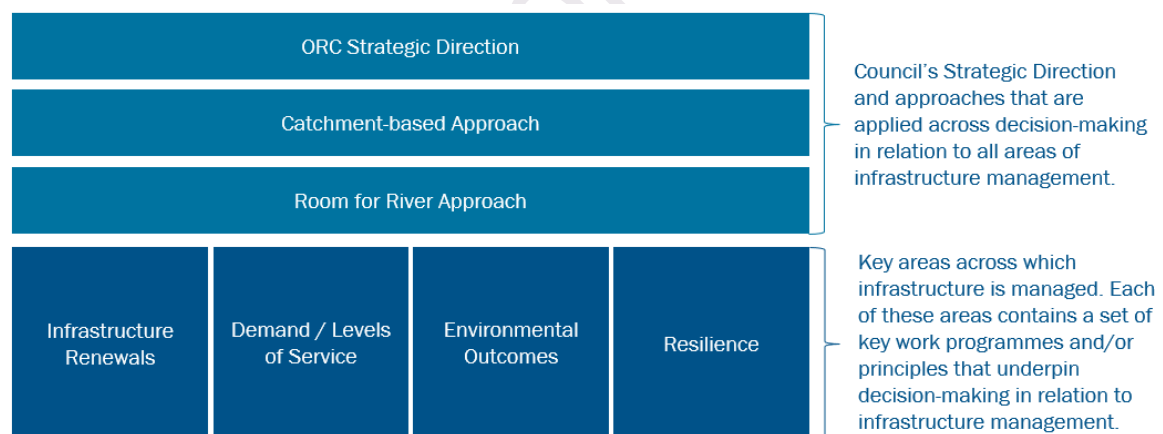 ORC Strategic Direction
Catchment-based Approach
Room for River Approach
Council's Strategic Direction
and approaches that are
applied across decision-making
in relation to all areas of
infrastructure management.
Infrastructure
Renewals
Demand / Levels
of Service
Environmental
Outcomes
Resilience
Key areas across which
infrastructure is managed. Each
of these areas contains a set of
key work programmes and/or
principles that underpin
decision-making in relation to
infrastructure management.